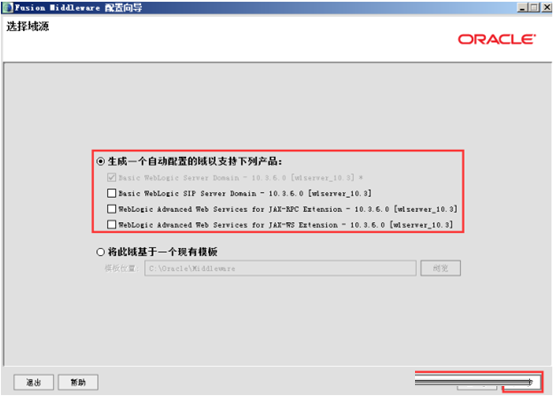 Fusion Middleware 配置向导
选择域源
ORACLE
生成一个自动配置的域以支持下列产品:
Basic WebLogic Server Domain - 10.3.6.0 [wlserver_10.3] *
Basic WebLogic SIP Server Domain - 10.3.6.0 [wlserver_10.3]
WebLogic Advanced Web Services for JAX-RPC Extension - 10.3.6.0 [wlserver_10.3]
WebLogic Advanced Web Services for JAX-WS Extension - 10.3.6.0 [wlserver_10.3]
将此域基于一个现有模板
模板位置: C:\Oracle\Middleware 浏览
退出 帮助